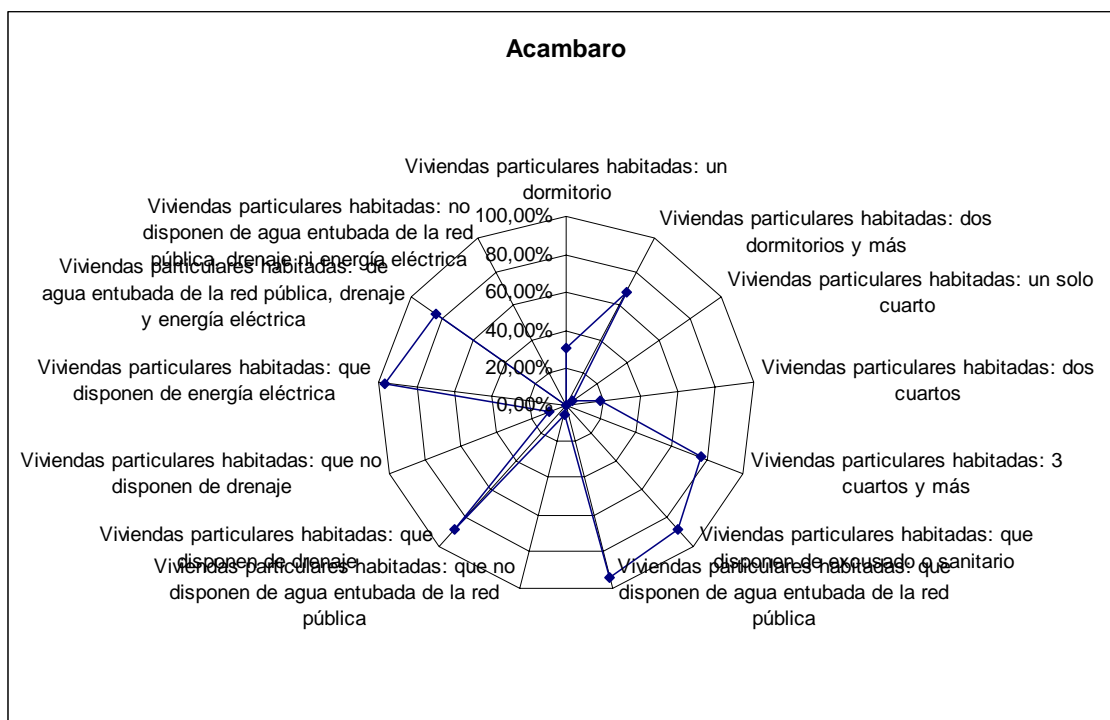 Acambaro
Viviendas particulares habitadas: un
dormitorio
Viviendas particulares habitadas: dos
dormitorios y más
Viviendas particulares habitadas: un solo
cuarto
Viviendas particulares habitadas: dos
cuartos
Viviendas particulares habitadas: 3
cuartos y más
Viviendas particulares habitadas: que
disponen de excusado o sanitario
Viviendas particulares habitadas: que
disponen de agua entubada de la red
pública
Viviendas particulares habitadas: que no
disponen de agua entubada de la red
pública
Viviendas particulares habitadas: que
disponen de drenaje
Viviendas particulares habitadas: que no
disponen de drenaje
Viviendas particulares habitadas: que
disponen de energía eléctrica
Viviendas particulares habitadas: de
agua entubada de la red pública, drenaje
y energía eléctrica
Viviendas particulares habitadas: no
disponen de agua entubada de la red
pública, drenaje ni energía eléctrica
100,00%
80,00%
60,00%
40,00%
20,00%
0,00%